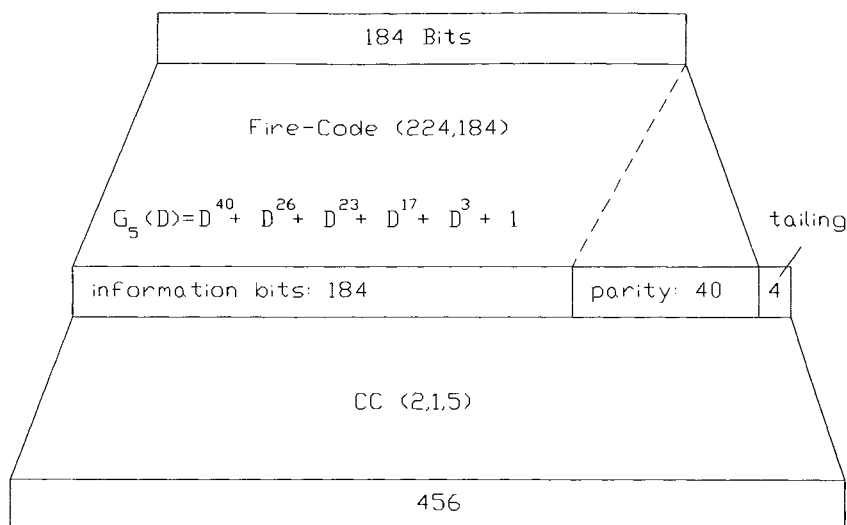 184 Bits
Fire-Code (224,184)
G₅(D)=D⁴⁰+ D²⁶+ D²³+ D¹⁷+ D³ + 1
tailing
information bits: 184
parity: 40
4
CC (2,1,5)
456